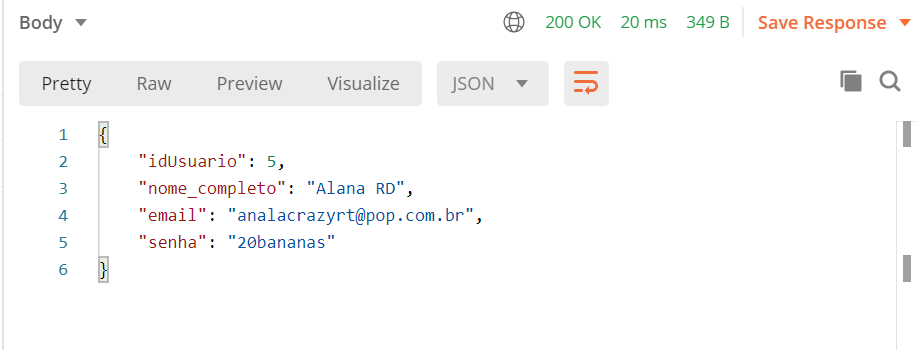 Body 200 OK 20 ms 349 B Save Response
Pretty Raw Preview Visualize JSON
1 {
2 "idUsuario": 5,
3 "nome_completo": "Alana RD",
4 "email": "analacrazyrt@pop.com.br",
5 "senha": "20bananas"
6 }